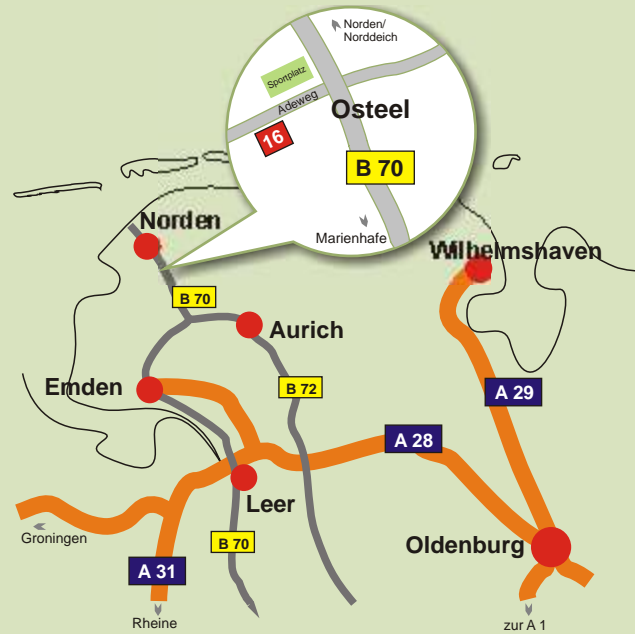 Norden/
Norddeich
Sportplatz
Adeweg
Osteel
16
B 70
Marienhafe
Norden
Wilhelmshaven
B 70
Aurich
Emden
B 72
A 29
A 28
Leer
Groningen
B 70
Oldenburg
A 31
Rheine
zur A 1